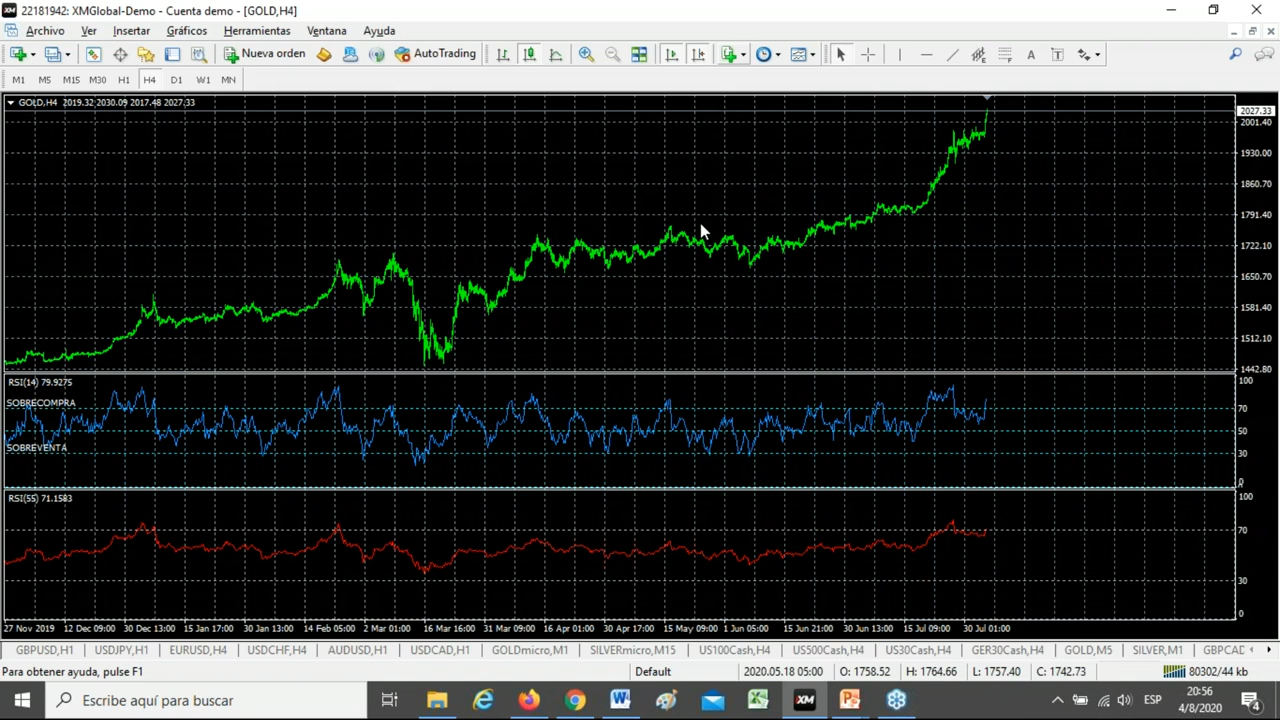 22181942: XMGlobal-Demo - Cuenta demo - [GOLD,H4]
Archivo Ver Insertar Gráficos Herramientas Ventana Ayuda
Nueva orden AutoTrading
M1 M5 M15 M30 H1 H4 D1 W1 MN
GOLD,H4 2019.32 2030.09 2017.48 2027.33
2027.33
2001.40
1930.00
1860.70
1791.40
1722.10
1650.70
1581.40
1512.10
1442.80
RSI(14) 79.9275
100
SOBRECOMPRA
70
50
SOBREVENTA
30
0
RSI(55) 71.1583
100
70
30
0
27 Nov 2019 12 Dec 09:00 30 Dec 13:00 15 Jan 17:00 30 Jan 13:00 14 Feb 05:00 2 Mar 01:00 16 Mar 16:00 31 Mar 09:00 16 Apr 01:00 30 Apr 17:00 15 May 09:00 1 Jun 05:00 15 Jun 21:00 30 Jun 13:00 15 Jul 09:00 30 Jul 01:00
GBPUSD,H1 USDJPY,H1 EURUSD,H4 USDCHF,H4 AUDUSD,H1 USDCAD,H1 GOLDmicro,M1 SILVERmicro,M15 US100Cash,H4 US500Cash,H4 US30Cash,H4 GER30Cash,H4 GOLD,M5 SILVER,M1 GBPCAD
Para obtener ayuda, pulse F1 Default 2020.05.18 05:00 O: 1758.52 H: 1764.66 L: 1757.40 C: 1742.73 80302/44 kb
Escribe aquí para buscar
ESP
20:56
4/8/2020
4